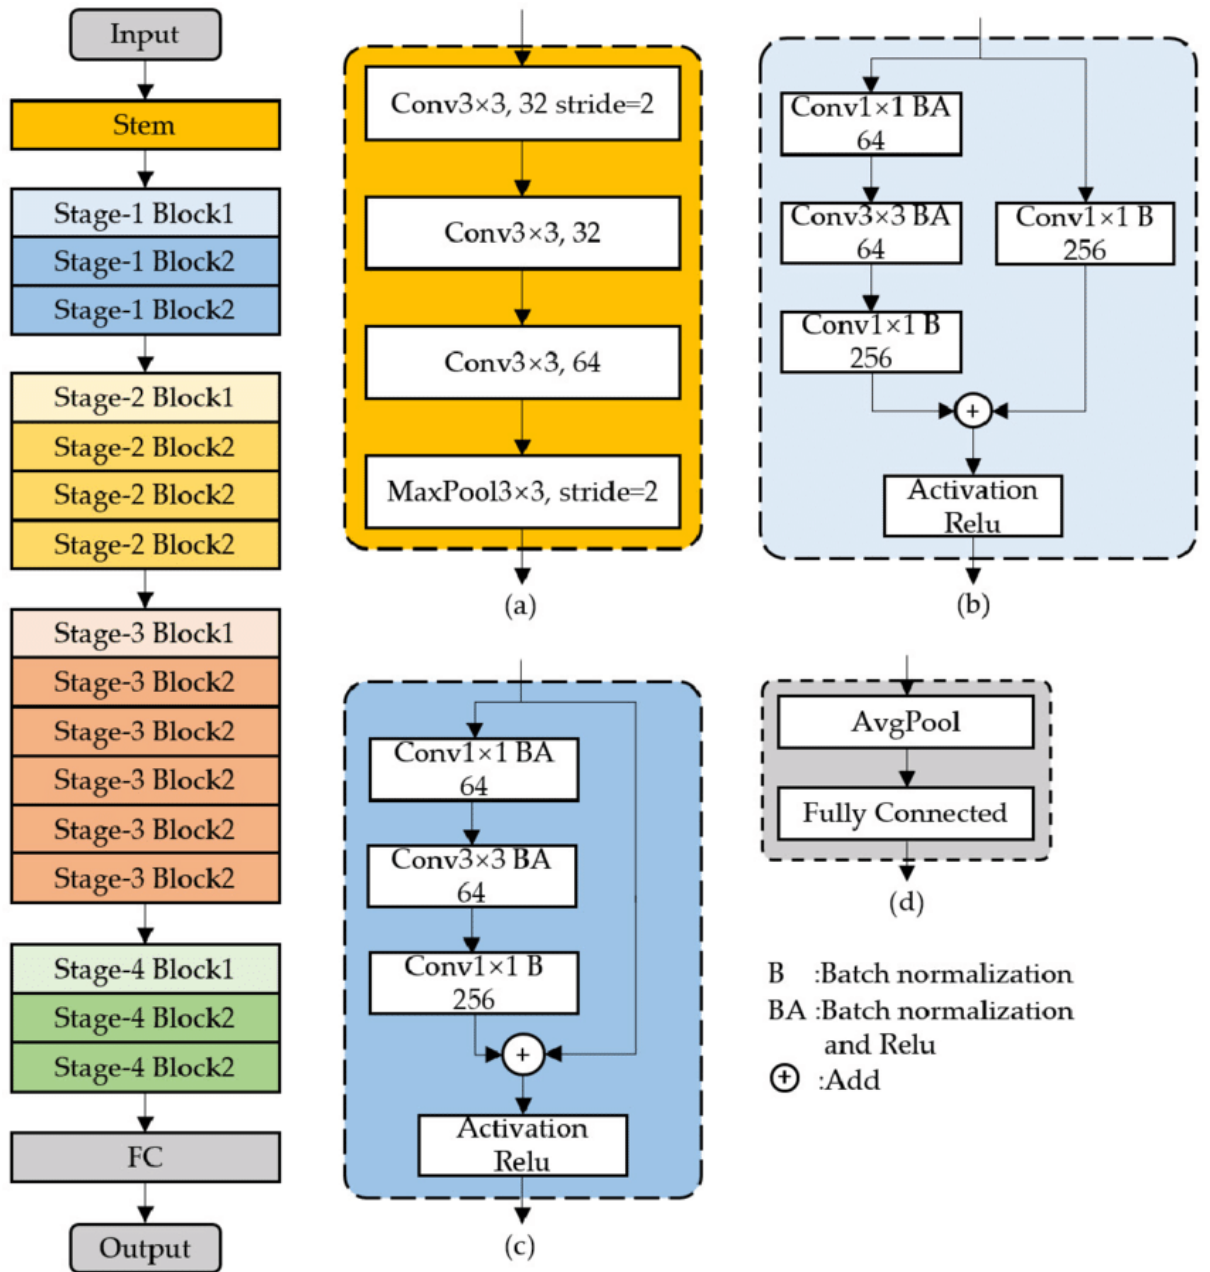 Input
Stem
Stage-1 Block1
Stage-1 Block2
Stage-1 Block2
Stage-2 Block1
Stage-2 Block2
Stage-2 Block2
Stage-2 Block2
Stage-3 Block1
Stage-3 Block2
Stage-3 Block2
Stage-3 Block2
Stage-3 Block2
Stage-3 Block2
Stage-4 Block1
Stage-4 Block2
Stage-4 Block2
FC
Output
Conv3×3, 32 stride=2
Conv3×3, 32
Conv3×3, 64
MaxPool3×3, stride=2
(a)
Conv1×1 BA
64
Conv3×3 BA
64
Conv1×1 B
256
Conv1×1 B
256
+
Activation
Relu
(b)
Conv1×1 BA
64
Conv3×3 BA
64
Conv1×1 B
256
+
Activation
Relu
(c)
AvgPool
Fully Connected
(d)
B :Batch normalization
BA :Batch normalization
and Relu
⊕ :Add